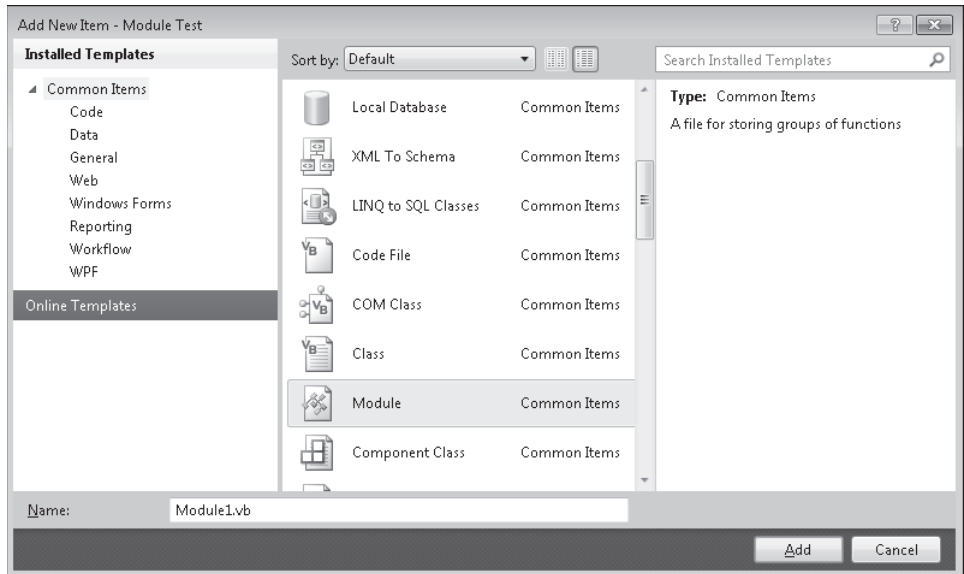 Add New Item - Module Test
Installed Templates
Common Items
Code
Data
General
Web
Windows Forms
Reporting
Workflow
WPF
Online Templates
Sort by: Default
Local Database Common Items
XML To Schema Common Items
LINQ to SQL Classes Common Items
VB Code File Common Items
VB COM Class Common Items
VB Class Common Items
Module Common Items
Component Class Common Items
Search Installed Templates
Type: Common Items
A file for storing groups of functions
Name: Module1.vb
Add Cancel